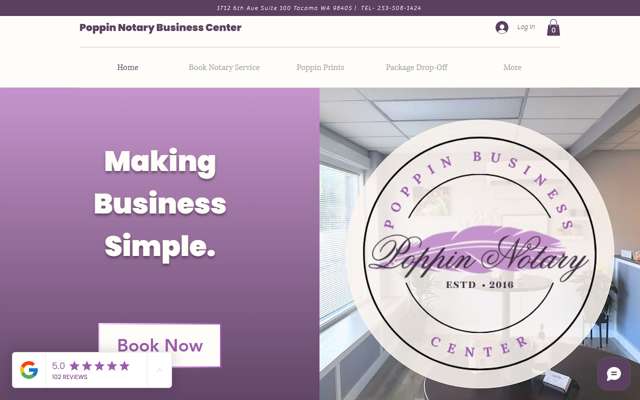 1712 6th Ave Suite 100 Tacoma WA 98405 | TEL- 253-508-1424
Poppin Notary Business Center
Log In
0
Home
Book Notary Service
Poppin Prints
Package Drop-Off
More
Making
Business
Simple.
Book Now
5.0
102 REVIEWS
POPPIN BUSINESS
Poppin Notary
ESTD • 2016
CENTER